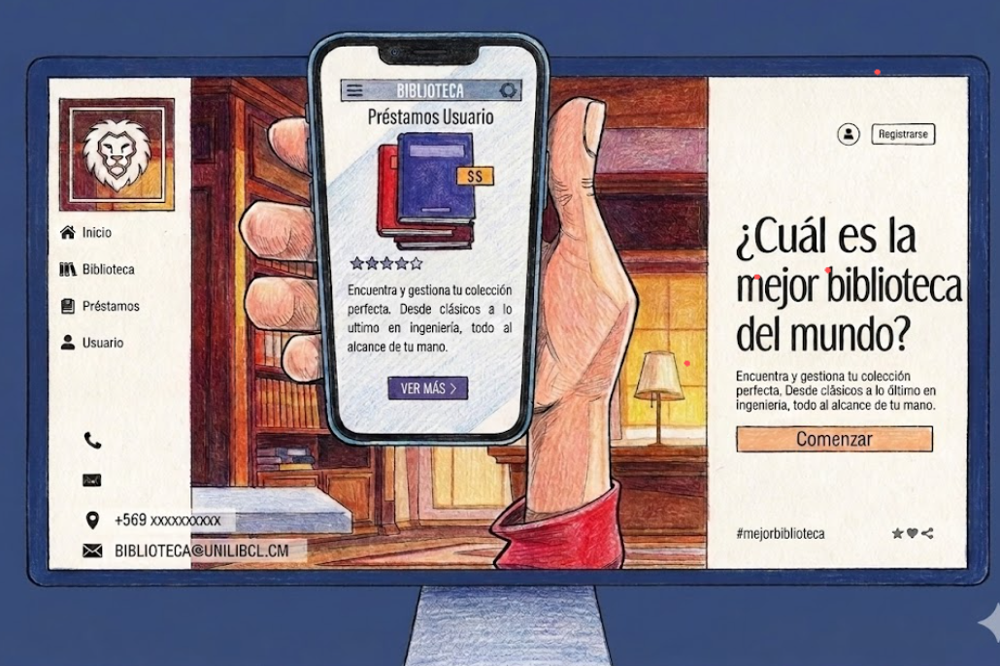 Inicio
Biblioteca
Préstamos
Usuario
+569 xxxxxxxxxx
BIBLIOTECA@UNILIBCL.CM
BIBLIOTECA
Préstamos Usuario
SS
Encuentra y gestiona tu colección
perfecta. Desde clásicos a lo
ultimo en ingeniería, todo al
alcance de tu mano.
VER MÁS >
Registrarse
¿Cuál es la
mejor biblioteca
del mundo?
Encuentra y gestiona tu colección
perfecta, Desde clásicos a lo óltimo en
ingenieria, todo al alcance de tu mano.
Comenzar
#mejorbiblioteca